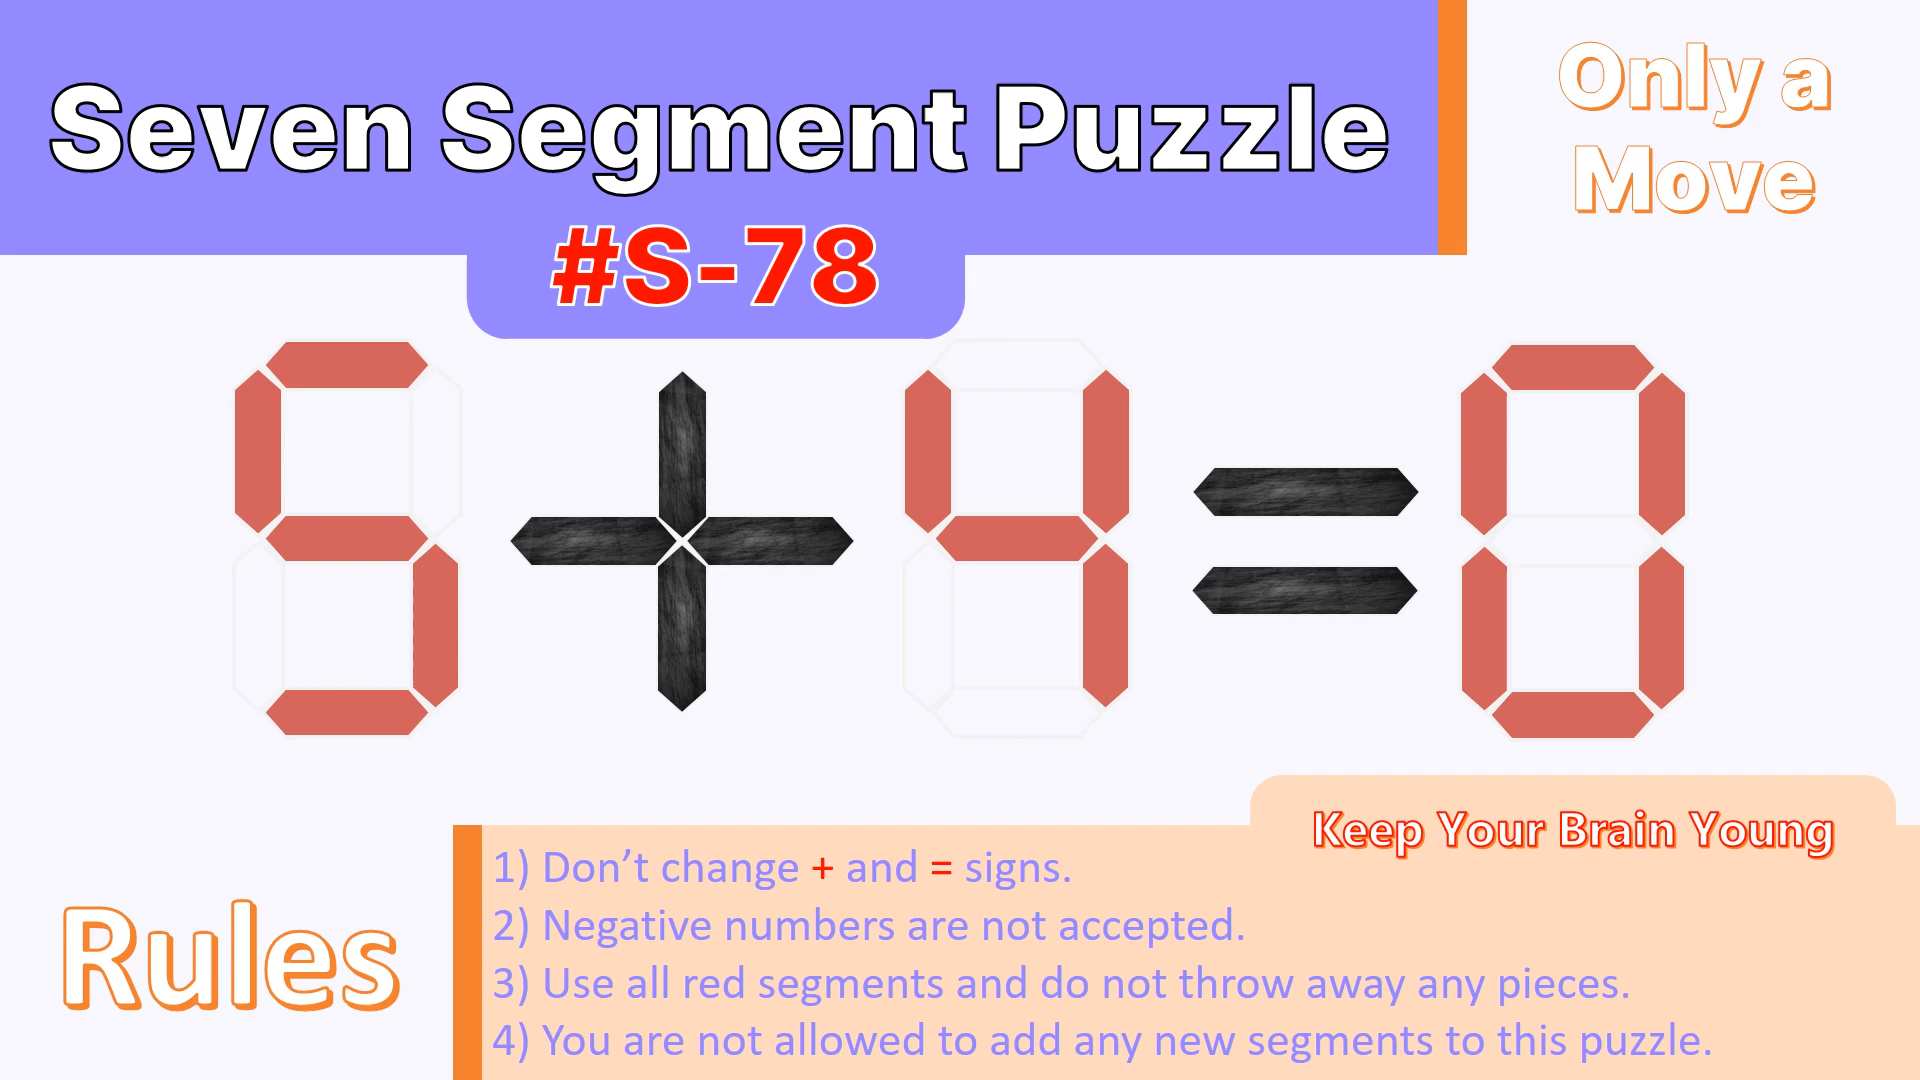 Seven Segment Puzzle
#S-78
Only a
Move
5 + 4 = 0
Keep Your Brain Young
Rules
1) Don’t change + and = signs.
2) Negative numbers are not accepted.
3) Use all red segments and do not throw away any pieces.
4) You are not allowed to add any new segments to this puzzle.